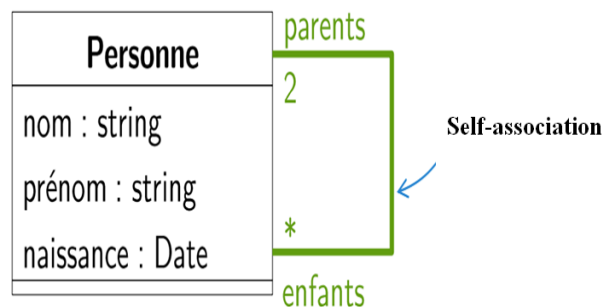 parents
Personne
2
nom : string
Self-association
prénom : string
*
naissance : Date
enfants